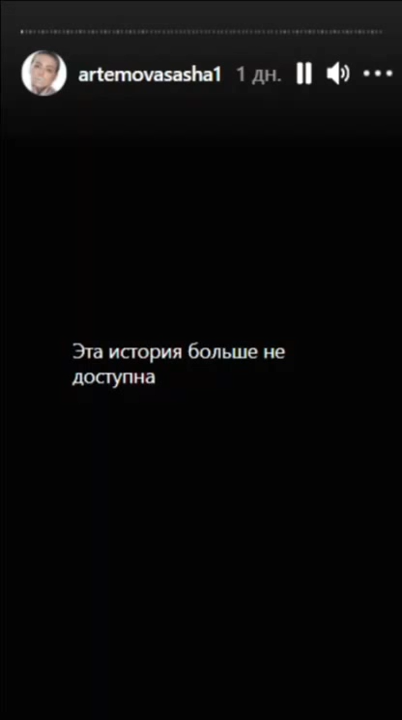 artemovasasha1 1 дн.
Эта история больше не
доступна